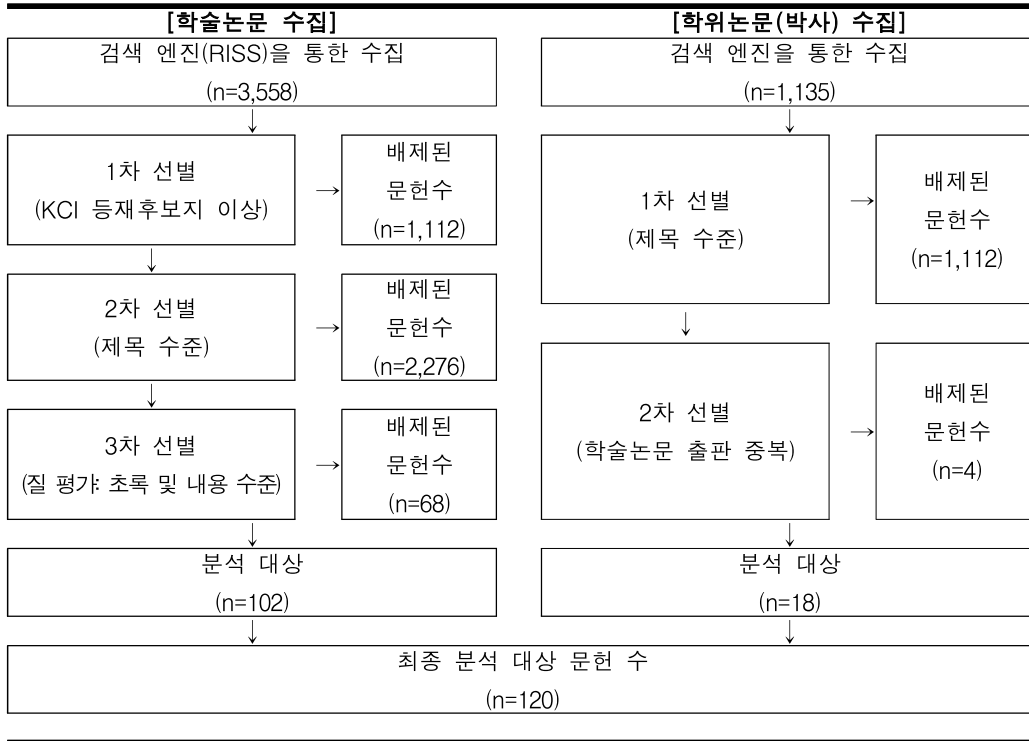 [학술논문 수집]
검색 엔진(RISS)을 통한 수집
(n=3,558)
↓
1차 선별
(KCI 등재후보지 이상)
→
배제된
문헌수
(n=1,112)
↓
2차 선별
(제목 수준)
→
배제된
문헌수
(n=2,276)
↓
3차 선별
(질 평가: 초록 및 내용 수준)
→
배제된
문헌수
(n=68)
↓
분석 대상
(n=102)
↓
[학위논문(박사) 수집]
검색 엔진을 통한 수집
(n=1,135)
↓
1차 선별
(제목 수준)
→
배제된
문헌수
(n=1,112)
↓
2차 선별
(학술논문 출판 중복)
→
배제된
문헌수
(n=4)
↓
분석 대상
(n=18)
↓
최종 분석 대상 문헌 수
(n=120)